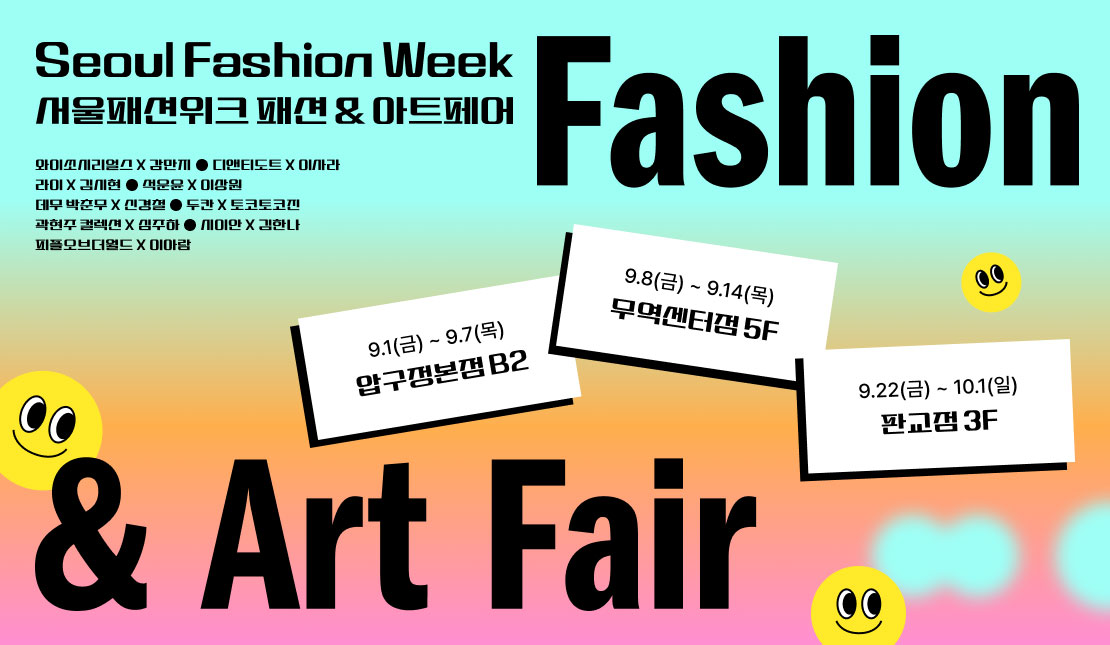 Seoul Fashion Week
서울패션위크 패션 & 아트페어
와이쏘시리얼즈 X 강민지 ● 디앤티도트 X 이사라
라이 X 김시현 ● 석운윤 X 이상원
데무 박춘무 X 신경철 ● 두칸 X 토코토코진
곽현주 컬렉션 X 심주하 ● 세이안 X 김한나
피플오브더월드 X 이아람
Fashion
9.1(금) ~ 9.7(목)
압구정본점 B2
9.8(금) ~ 9.14(목)
무역센터점 5F
9.22(금) ~ 10.1(일)
판교점 3F
& Art Fair